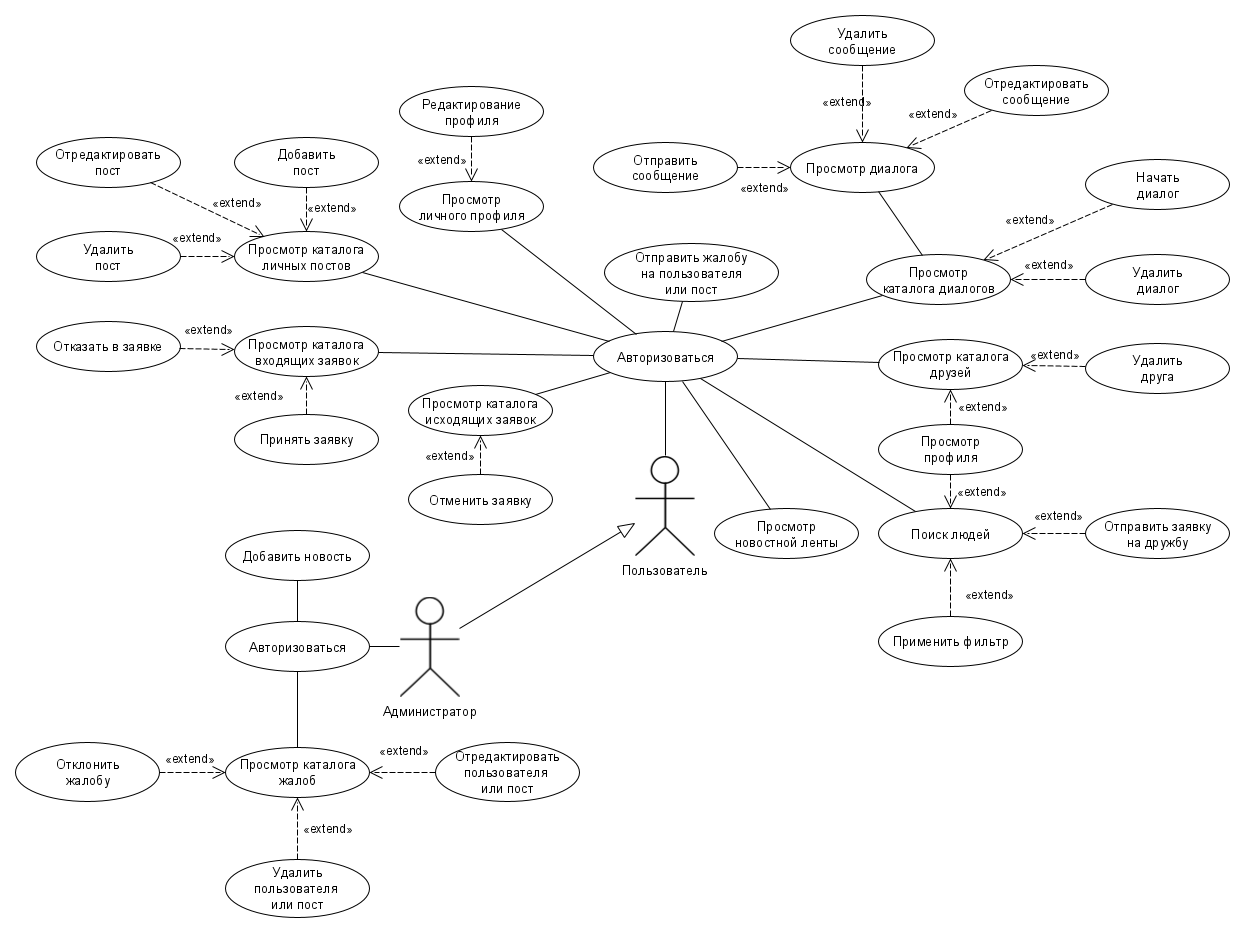 Удалить
сообщение
«extend»
Отредактировать
сообщение
«extend»
Редактирование
профиля
«extend»
Отправить
сообщение
«extend»
Просмотр диалога
Отредактировать
пост
«extend»
Добавить
пост
«extend»
Просмотр
личного профиля
Начать
диалог
«extend»
Удалить
пост
«extend»
Просмотр каталога
личных постов
Отправить жалобу
на пользователя
или пост
Просмотр
каталога диалогов
«extend»
Удалить
диалог
Отказать в заявке
«extend»
Просмотр каталога
входящих заявок
Авторизоваться
Просмотр каталога
друзей
«extend»
Удалить
друга
«extend»
Принять заявку
Просмотр каталога
исходящих заявок
«extend»
Отменить заявку
«extend»
Просмотр
профиля
«extend»
Просмотр
новостной ленты
Поиск людей
«extend»
Отправить заявку
на дружбу
Пользователь
«extend»
Применить фильтр
Добавить новость
Авторизоваться
Администратор
Отклонить
жалобу
«extend»
Просмотр каталога
жалоб
«extend»
Отредактировать
пользователя
или пост
«extend»
Удалить
пользователя
или пост